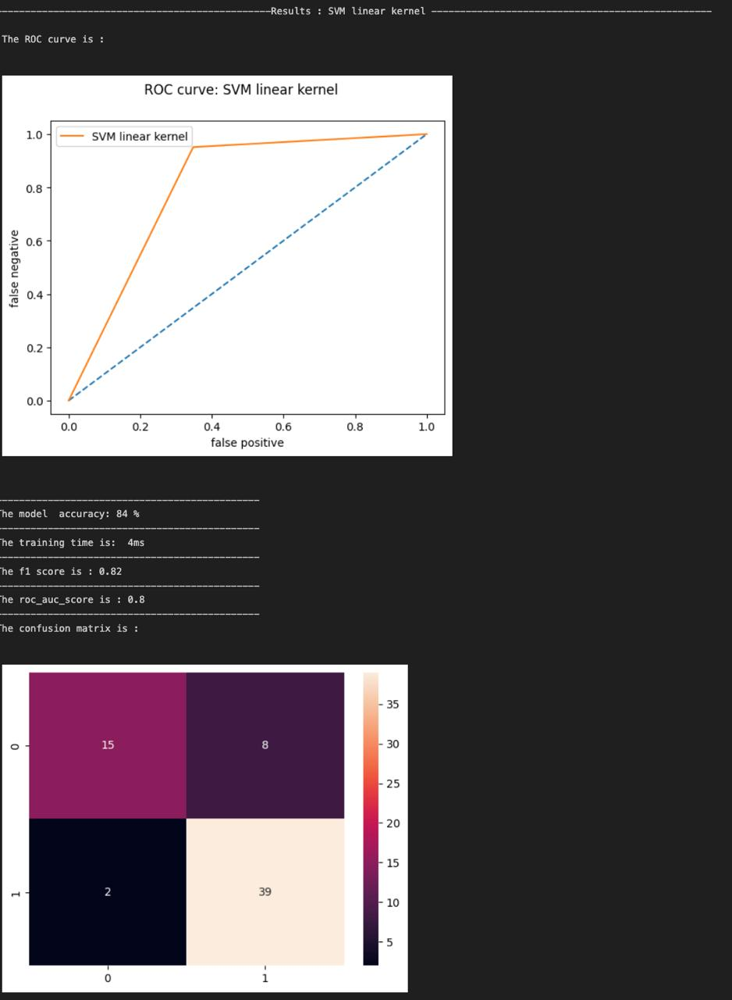 Results : SVM linear kernel
The ROC curve is :
ROC curve: SVM linear kernel
SVM linear kernel
1.0
0.8
0.6
0.4
0.2
0.0
false negative
0.0 0.2 0.4 0.6 0.8 1.0
false positive
The model  accuracy: 84 %
The training time is:  4ms
The f1 score is : 0.82
The roc_auc_score is : 0.8
The confusion matrix is :
0 15 8
1 2 39
0 1
35
30
25
20
15
10
5